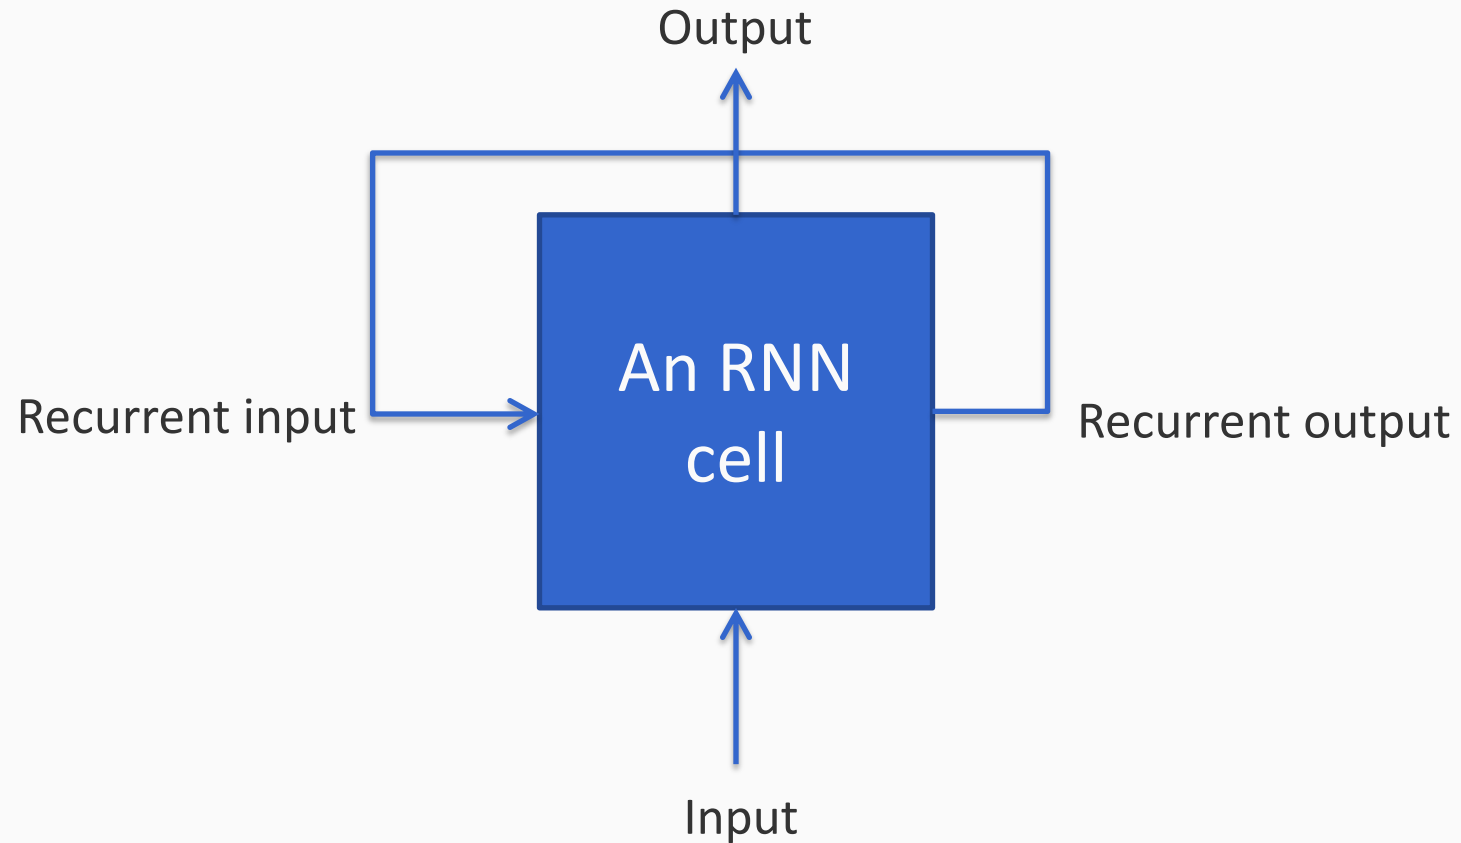 Output
An RNN
cell
Recurrent input
Recurrent output
Input